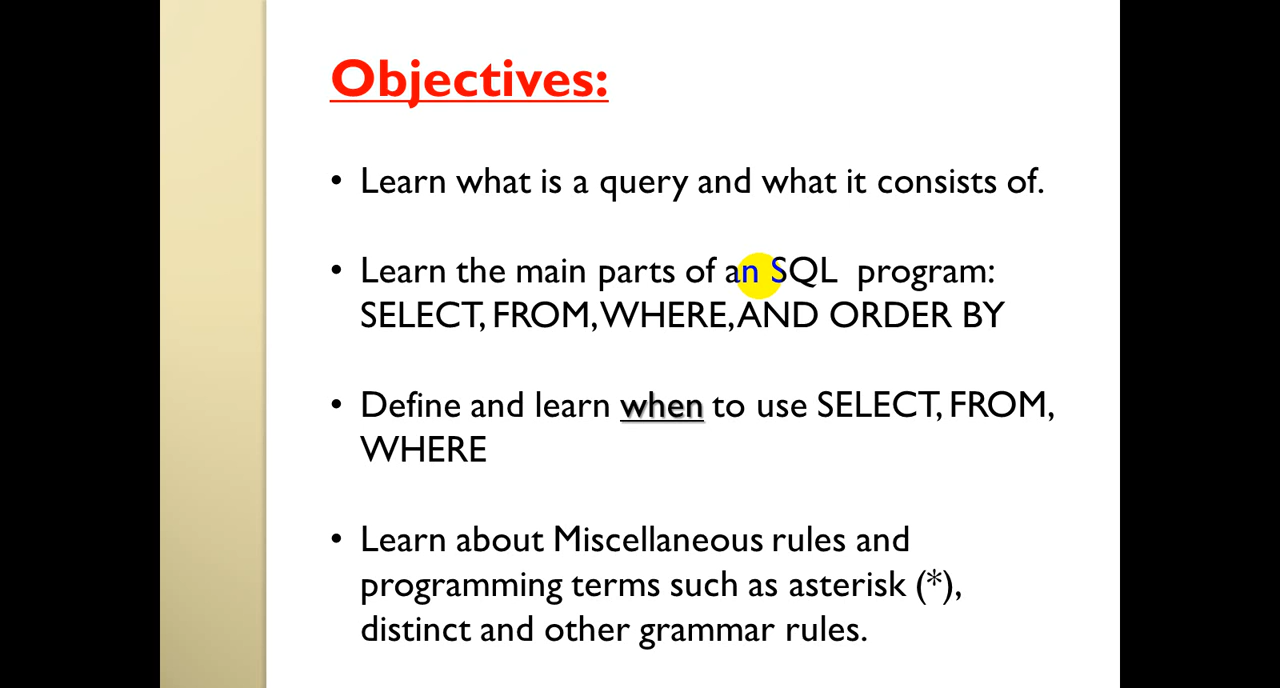 Objectives:
• Learn what is a query and what it consists of.
• Learn the main parts of an SQL program:
SELECT, FROM, WHERE, AND ORDER BY
• Define and learn when to use SELECT, FROM,
WHERE
• Learn about Miscellaneous rules and
programming terms such as asterisk (*),
distinct and other grammar rules.